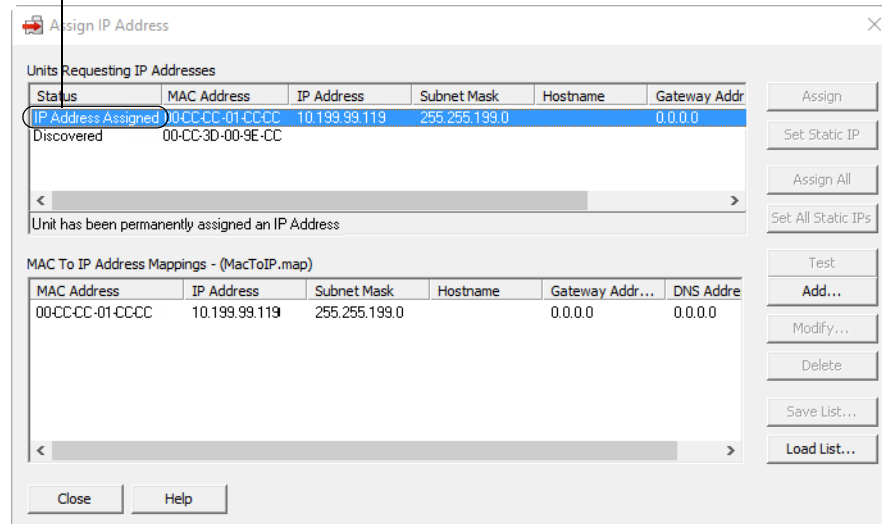 Assign IP Address
Units Requesting IP Addresses
Status MAC Address IP Address Subnet Mask Hostname Gateway Addr
IP Address Assigned 00-CC-CC-01-CC-CC 10.199.99.119 255.255.199.0 0.0.0.0
Discovered 00-CC-3D-00-9E-CC
Unit has been permanently assigned an IP Address
Assign
Set Static IP
Assign All
Set All Static IPs
MAC To IP Address Mappings - (MacToIP.map)
MAC Address IP Address Subnet Mask Hostname Gateway Addr... DNS Addre
00-CC-CC-01-CC-CC 10.199.99.119 255.255.199.0 0.0.0.0 0.0.0.0
Test
Add...
Modify...
Delete
Save List...
Load List...
Close Help